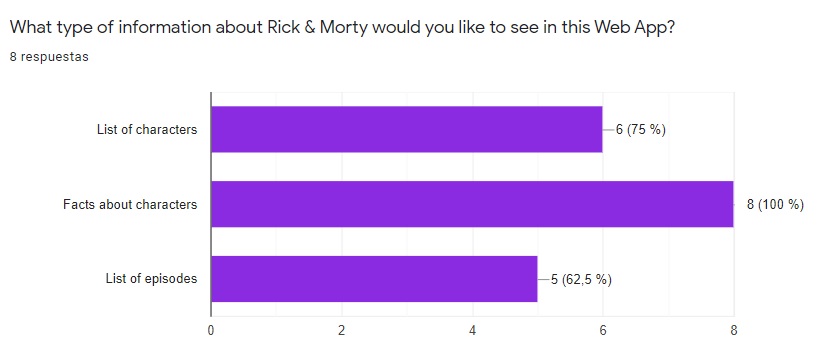 What type of information about Rick & Morty would you like to see in this Web App?
8 respuestas
List of characters
6 (75 %)
Facts about characters
8 (100 %)
List of episodes
5 (62,5 %)
0 2 4 6 8